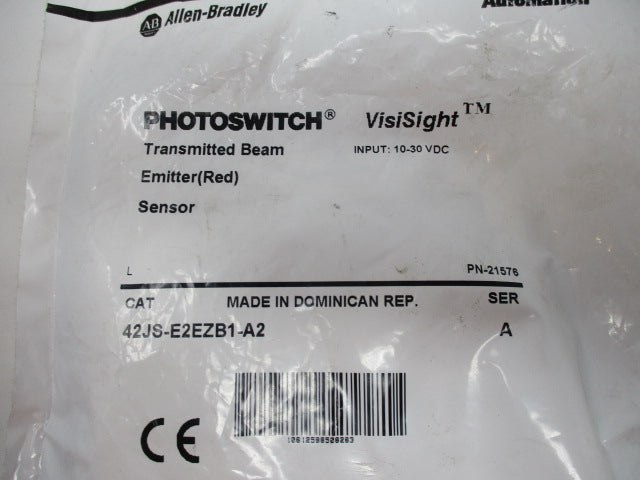 AB Allen-Bradley
Automation
PHOTOSWITCH® VisiSight™
Transmitted Beam INPUT: 10-30 VDC
Emitter(Red)
Sensor
L PN-21576
CAT MADE IN DOMINICAN REP. SER
42JS-E2EZB1-A2 A
CE
10612598508263